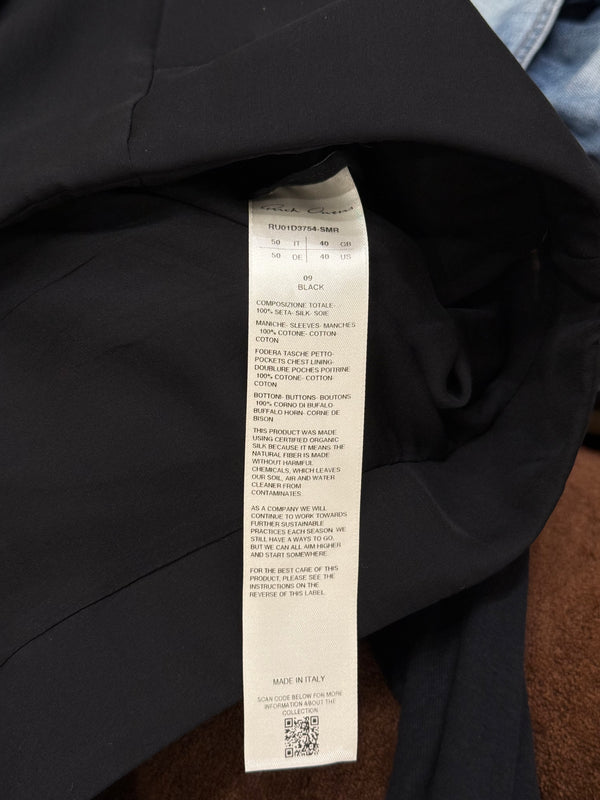 Rick Owens
RU01D3754-SMR
50 IT 40 GB
50 DE 40 US
09
BLACK
COMPOSIZIONE TOTALE-
100% SETA- SILK- SOIE
MANICHE- SLEEVES- MANCHES
100% COTONE- COTTON-
COTON
FODERA TASCHE PETTO-
POCKETS CHEST LINING-
DOUBLURE POCHES POITRINE
100% COTONE- COTTON-
COTON
BOTTONI- BUTTONS- BOUTONS
100% CORNO DI BUFALO-
BUFFALO HORN- CORNE DE
BISON
THIS PRODUCT WAS MADE
USING CERTIFIED ORGANIC
SILK BECAUSE IT MEANS THE
NATURAL FIBER IS MADE
WITHOUT HARMFUL
CHEMICALS, WHICH LEAVES
OUR SOIL, AIR AND WATER
CLEANER FROM
CONTAMINATES.
AS A COMPANY WE WILL
CONTINUE TO WORK TOWARDS
FURTHER SUSTAINABLE
PRACTICES EACH SEASON. WE
STILL HAVE A WAYS TO GO,
BUT WE CAN ALL AIM HIGHER
AND START SOMEWHERE.
FOR THE BEST CARE OF THIS
PRODUCT, PLEASE SEE THE
INSTRUCTIONS ON THE
REVERSE OF THIS LABEL.
MADE IN ITALY
SCAN CODE BELOW FOR MORE
INFORMATION ABOUT THE
COLLECTION